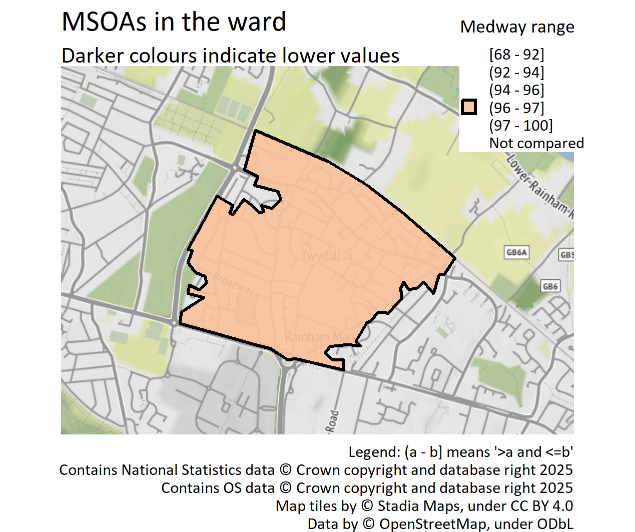 MSOAs in the ward
Darker colours indicate lower values
Medway range
[68 - 92]
(92 - 94]
(94 - 96]
(96 - 97]
(97 - 100]
Not compared
Lower-Rainham-R
GB6A
GB5
GB6
Twydall
Broadway
Rainham Ma
-Road
Legend: (a - b] means '>a and <=b'
Contains National Statistics data © Crown copyright and database right 2025
Contains OS data © Crown copyright and database right 2025
Map tiles by © Stadia Maps, under CC BY 4.0
Data by © OpenStreetMap, under ODbL